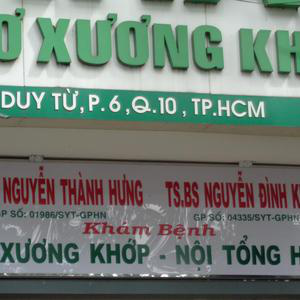 Ơ XƯƠNG KH
DUY TỪ, P. 6, Q.10, TP.HCM
NGUYỄN THÀNH HƯNG TS.BS NGUYỄN ĐÌNH K
GP SỐ: 01986/SYT-GPHN GP SỐ: 04335/SYT-GPHN
Khám Bệnh
XƯƠNG KHỚP - NỘI TỔNG H